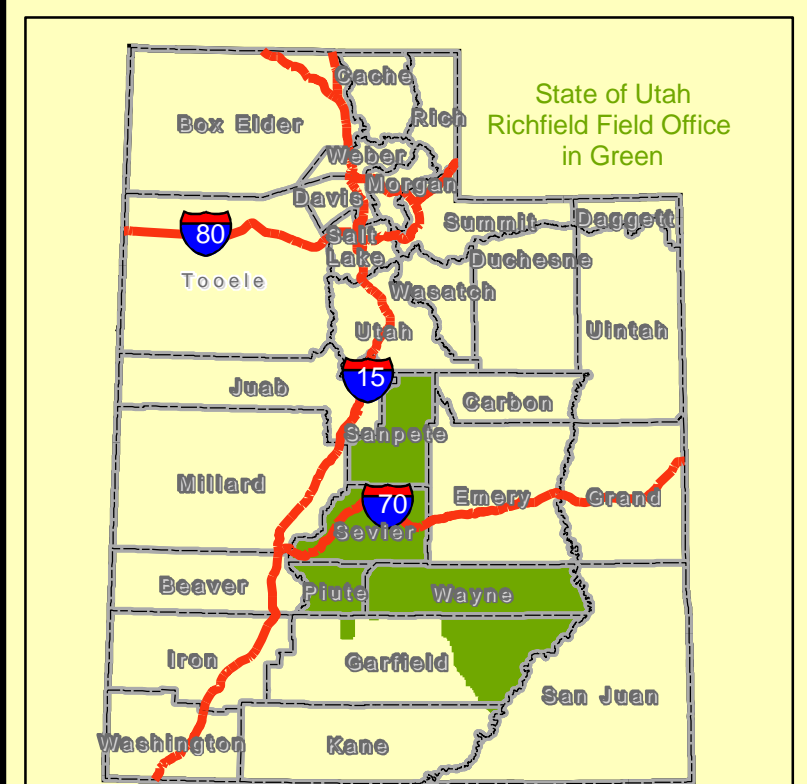 State of Utah
Richfield Field Office
in Green
Cache
Rich
Box Elder
Weber
Morgan
Davis
Summit
Daggett
80
Salt
Lake
Duchesne
Tooele
Wasatch
Utah
Uintah
15
Juab
Carbon
Sanpete
Millard
70
Emery
Grand
Sevier
Beaver
Piute
Wayne
Iron
Garfield
San Juan
Washington
Kane